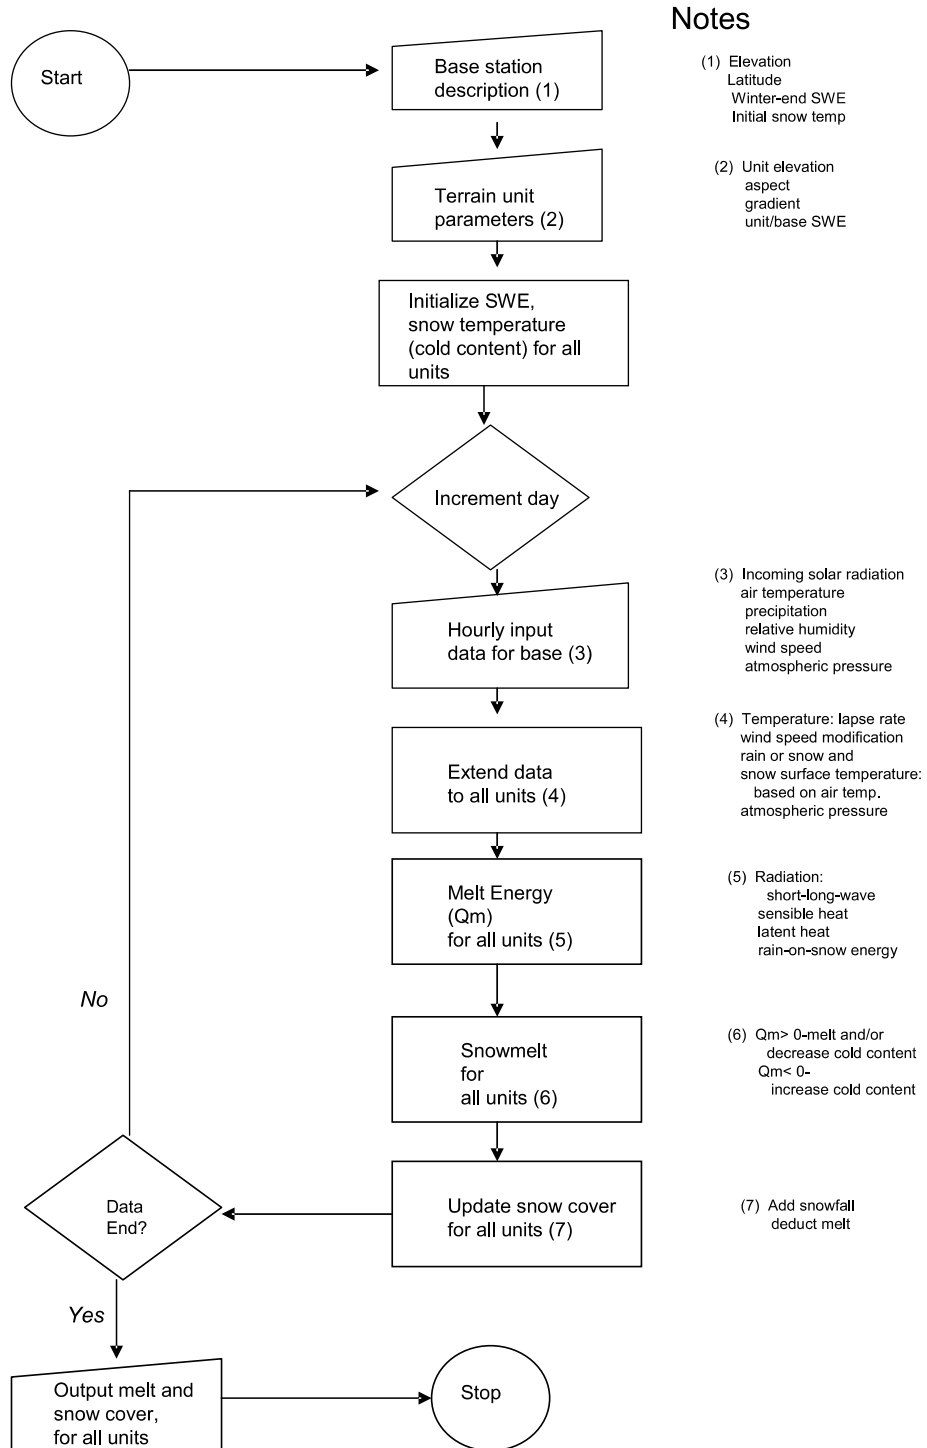 Notes
Start
Base station
description (1)
(1) Elevation
Latitude
Winter-end SWE
Initial snow temp
Terrain unit
parameters (2)
(2) Unit elevation
aspect
gradient
unit/base SWE
Initialize SWE,
snow temperature
(cold content) for all
units
Increment day
Hourly input
data for base (3)
(3) Incoming solar radiation
air temperature
precipitation
relative humidity
wind speed
atmospheric pressure
Extend data
to all units (4)
(4) Temperature: lapse rate
wind speed modification
rain or snow and
snow surface temperature:
based on air temp.
atmospheric pressure
Melt Energy
(Qm)
for all units (5)
(5) Radiation:
short-long-wave
sensible heat
latent heat
rain-on-snow energy
No
Snowmelt
for
all units (6)
(6) Qm> 0-melt and/or
decrease cold content
Qm< 0-
increase cold content
Data
End?
Update snow cover
for all units (7)
(7) Add snowfall
deduct melt
Yes
Output melt and
snow cover,
for all units
Stop